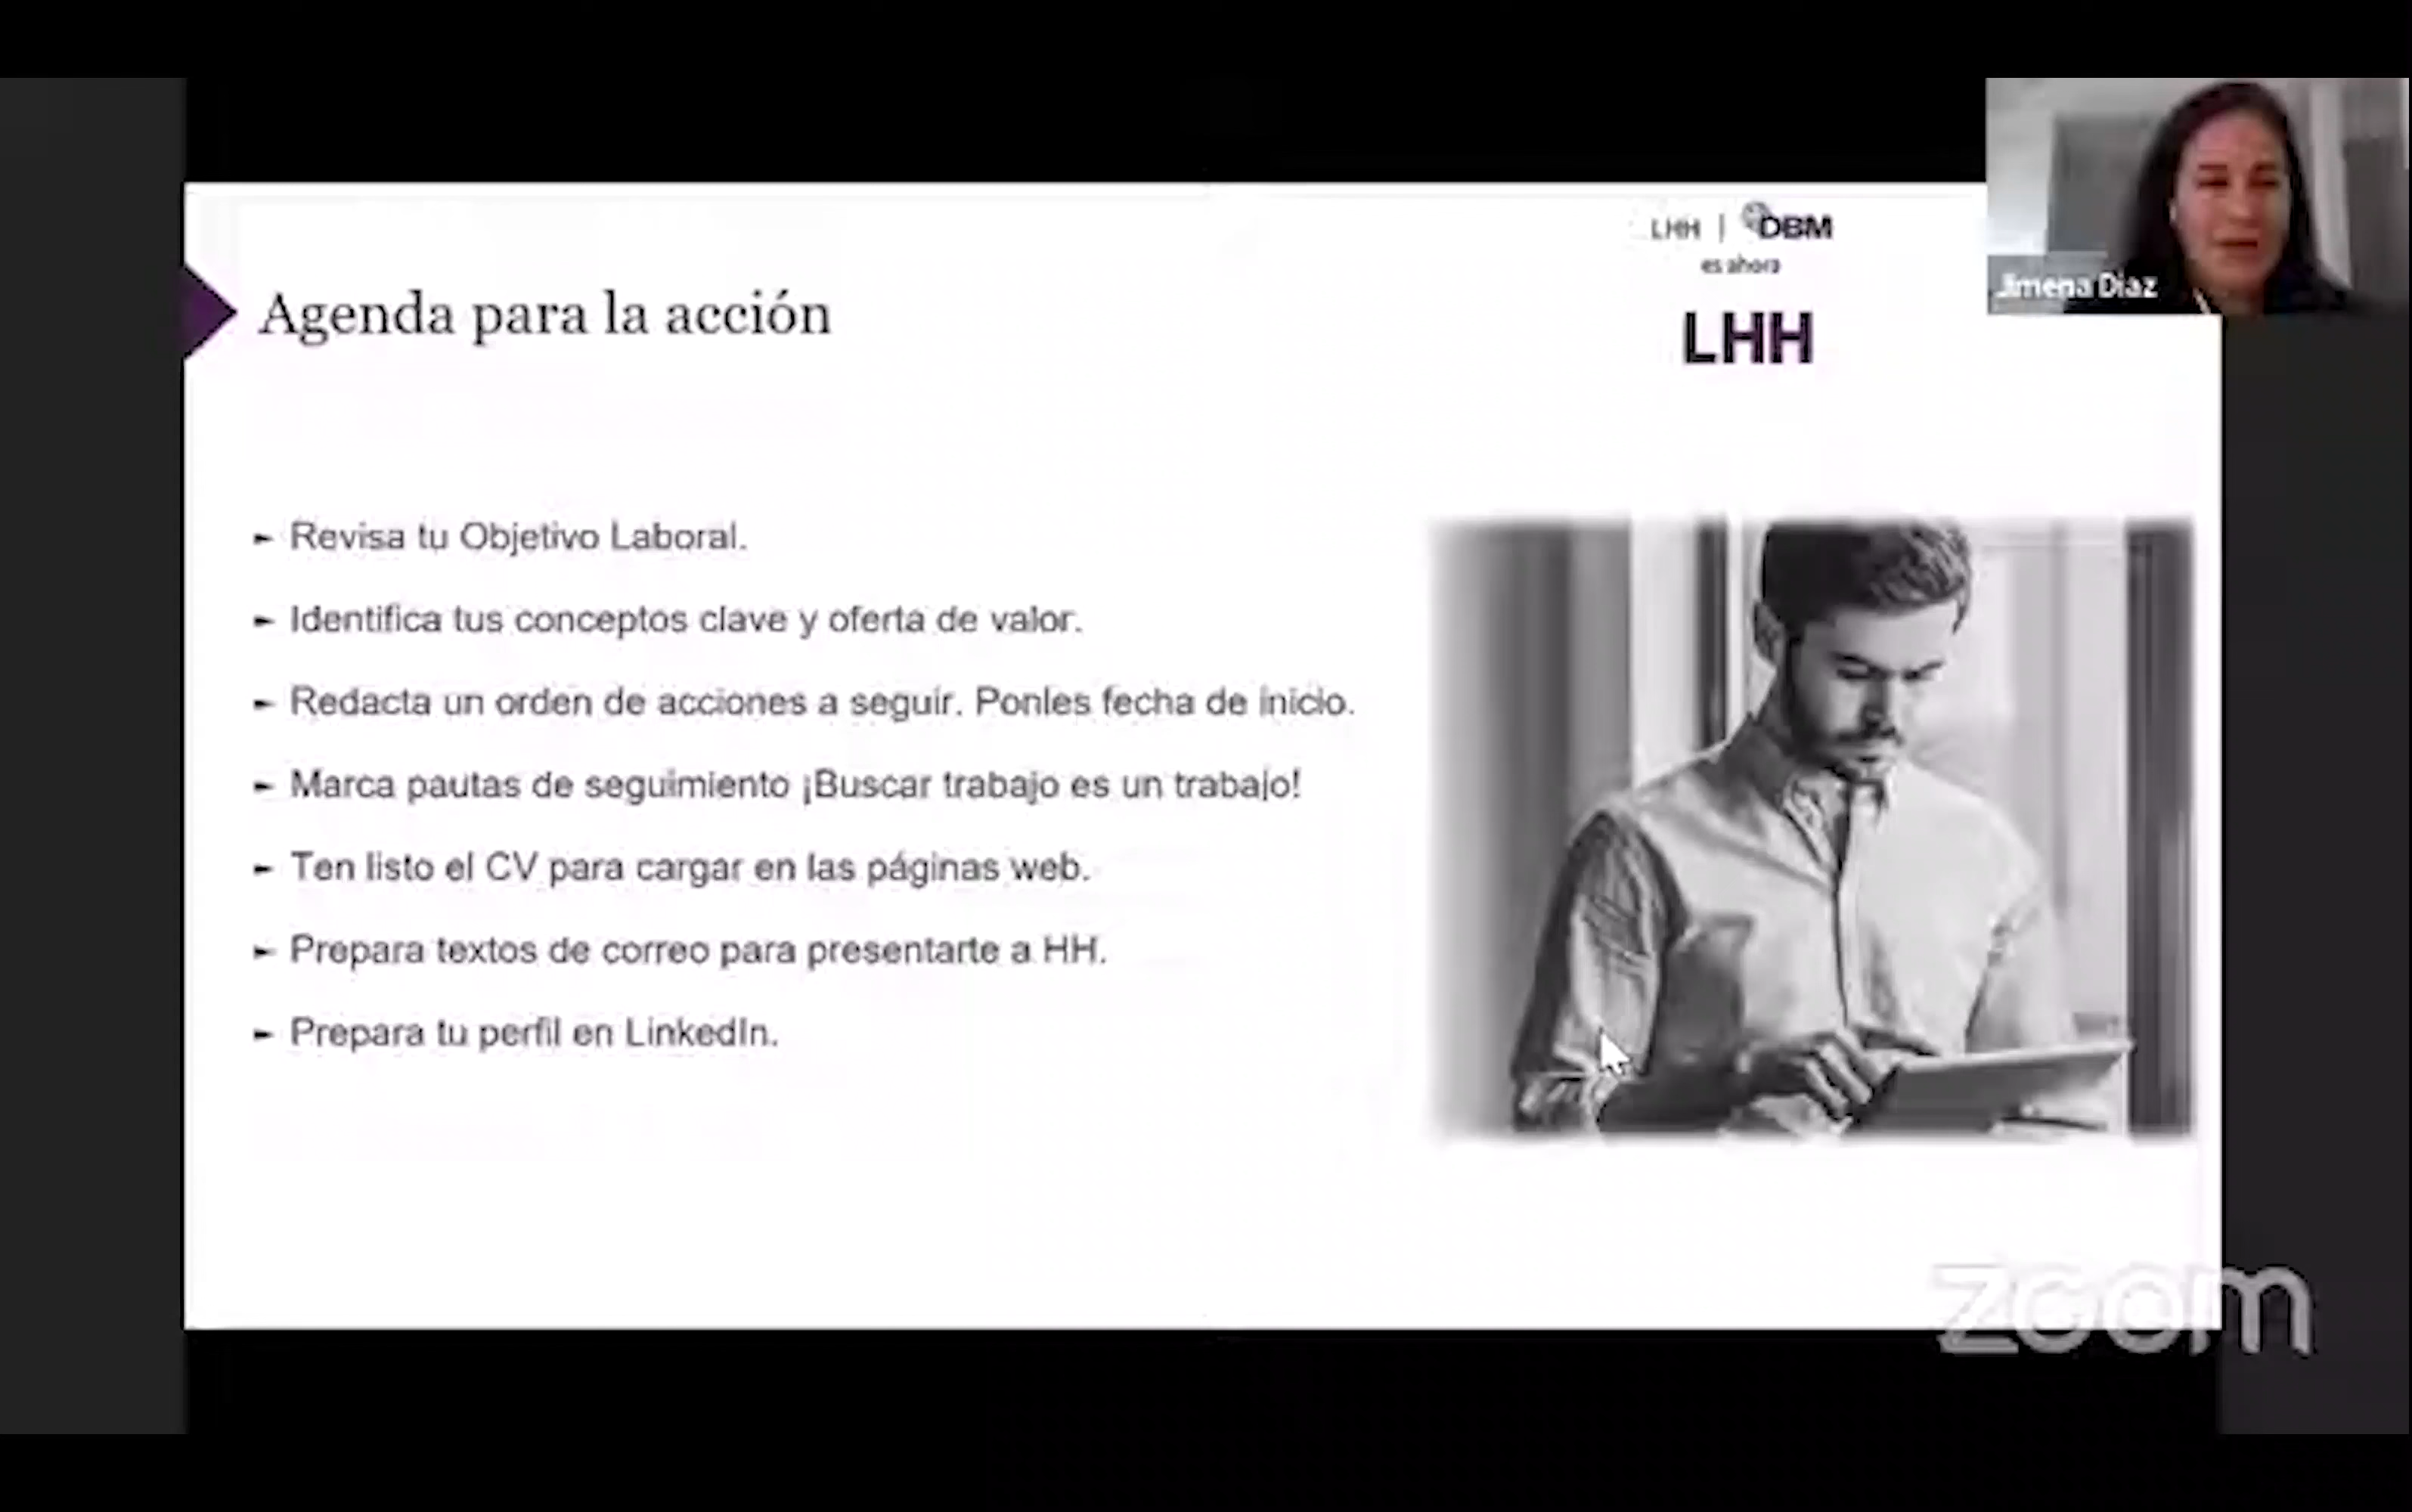 LHH | DBM
es ahora
LHH
Jimena Diaz
Agenda para la acción
► Revisa tu Objetivo Laboral.
► Identifica tus conceptos clave y oferta de valor.
► Redacta un orden de acciones a seguir. Ponles fecha de inicio.
► Marca pautas de seguimiento ¡Buscar trabajo es un trabajo!
► Ten listo el CV para cargar en las páginas web.
► Prepara textos de correo para presentarte a HH.
► Prepara tu perfil en LinkedIn.
zoom